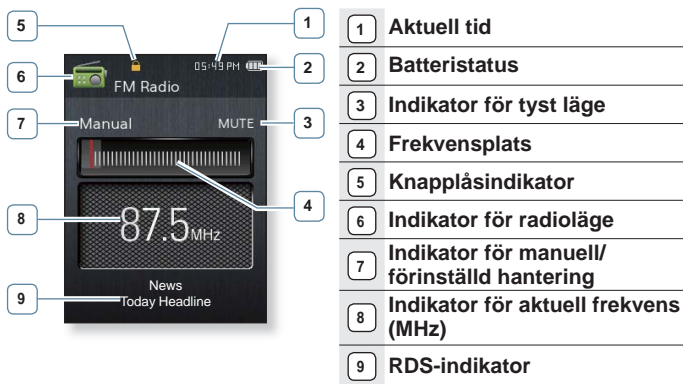 5
1
05:49 PM
2
6
FM Radio
7
Manual
MUTE
3
8
87.5MHz
4
9
News
Today Headline
1 Aktuell tid
2 Batteristatus
3 Indikator för tyst läge
4 Frekvensplats
5 Knapplåsindikator
6 Indikator för radioläge
7 Indikator för manuell/
förinställd hantering
8 Indikator för aktuell frekvens
(MHz)
9 RDS-indikator